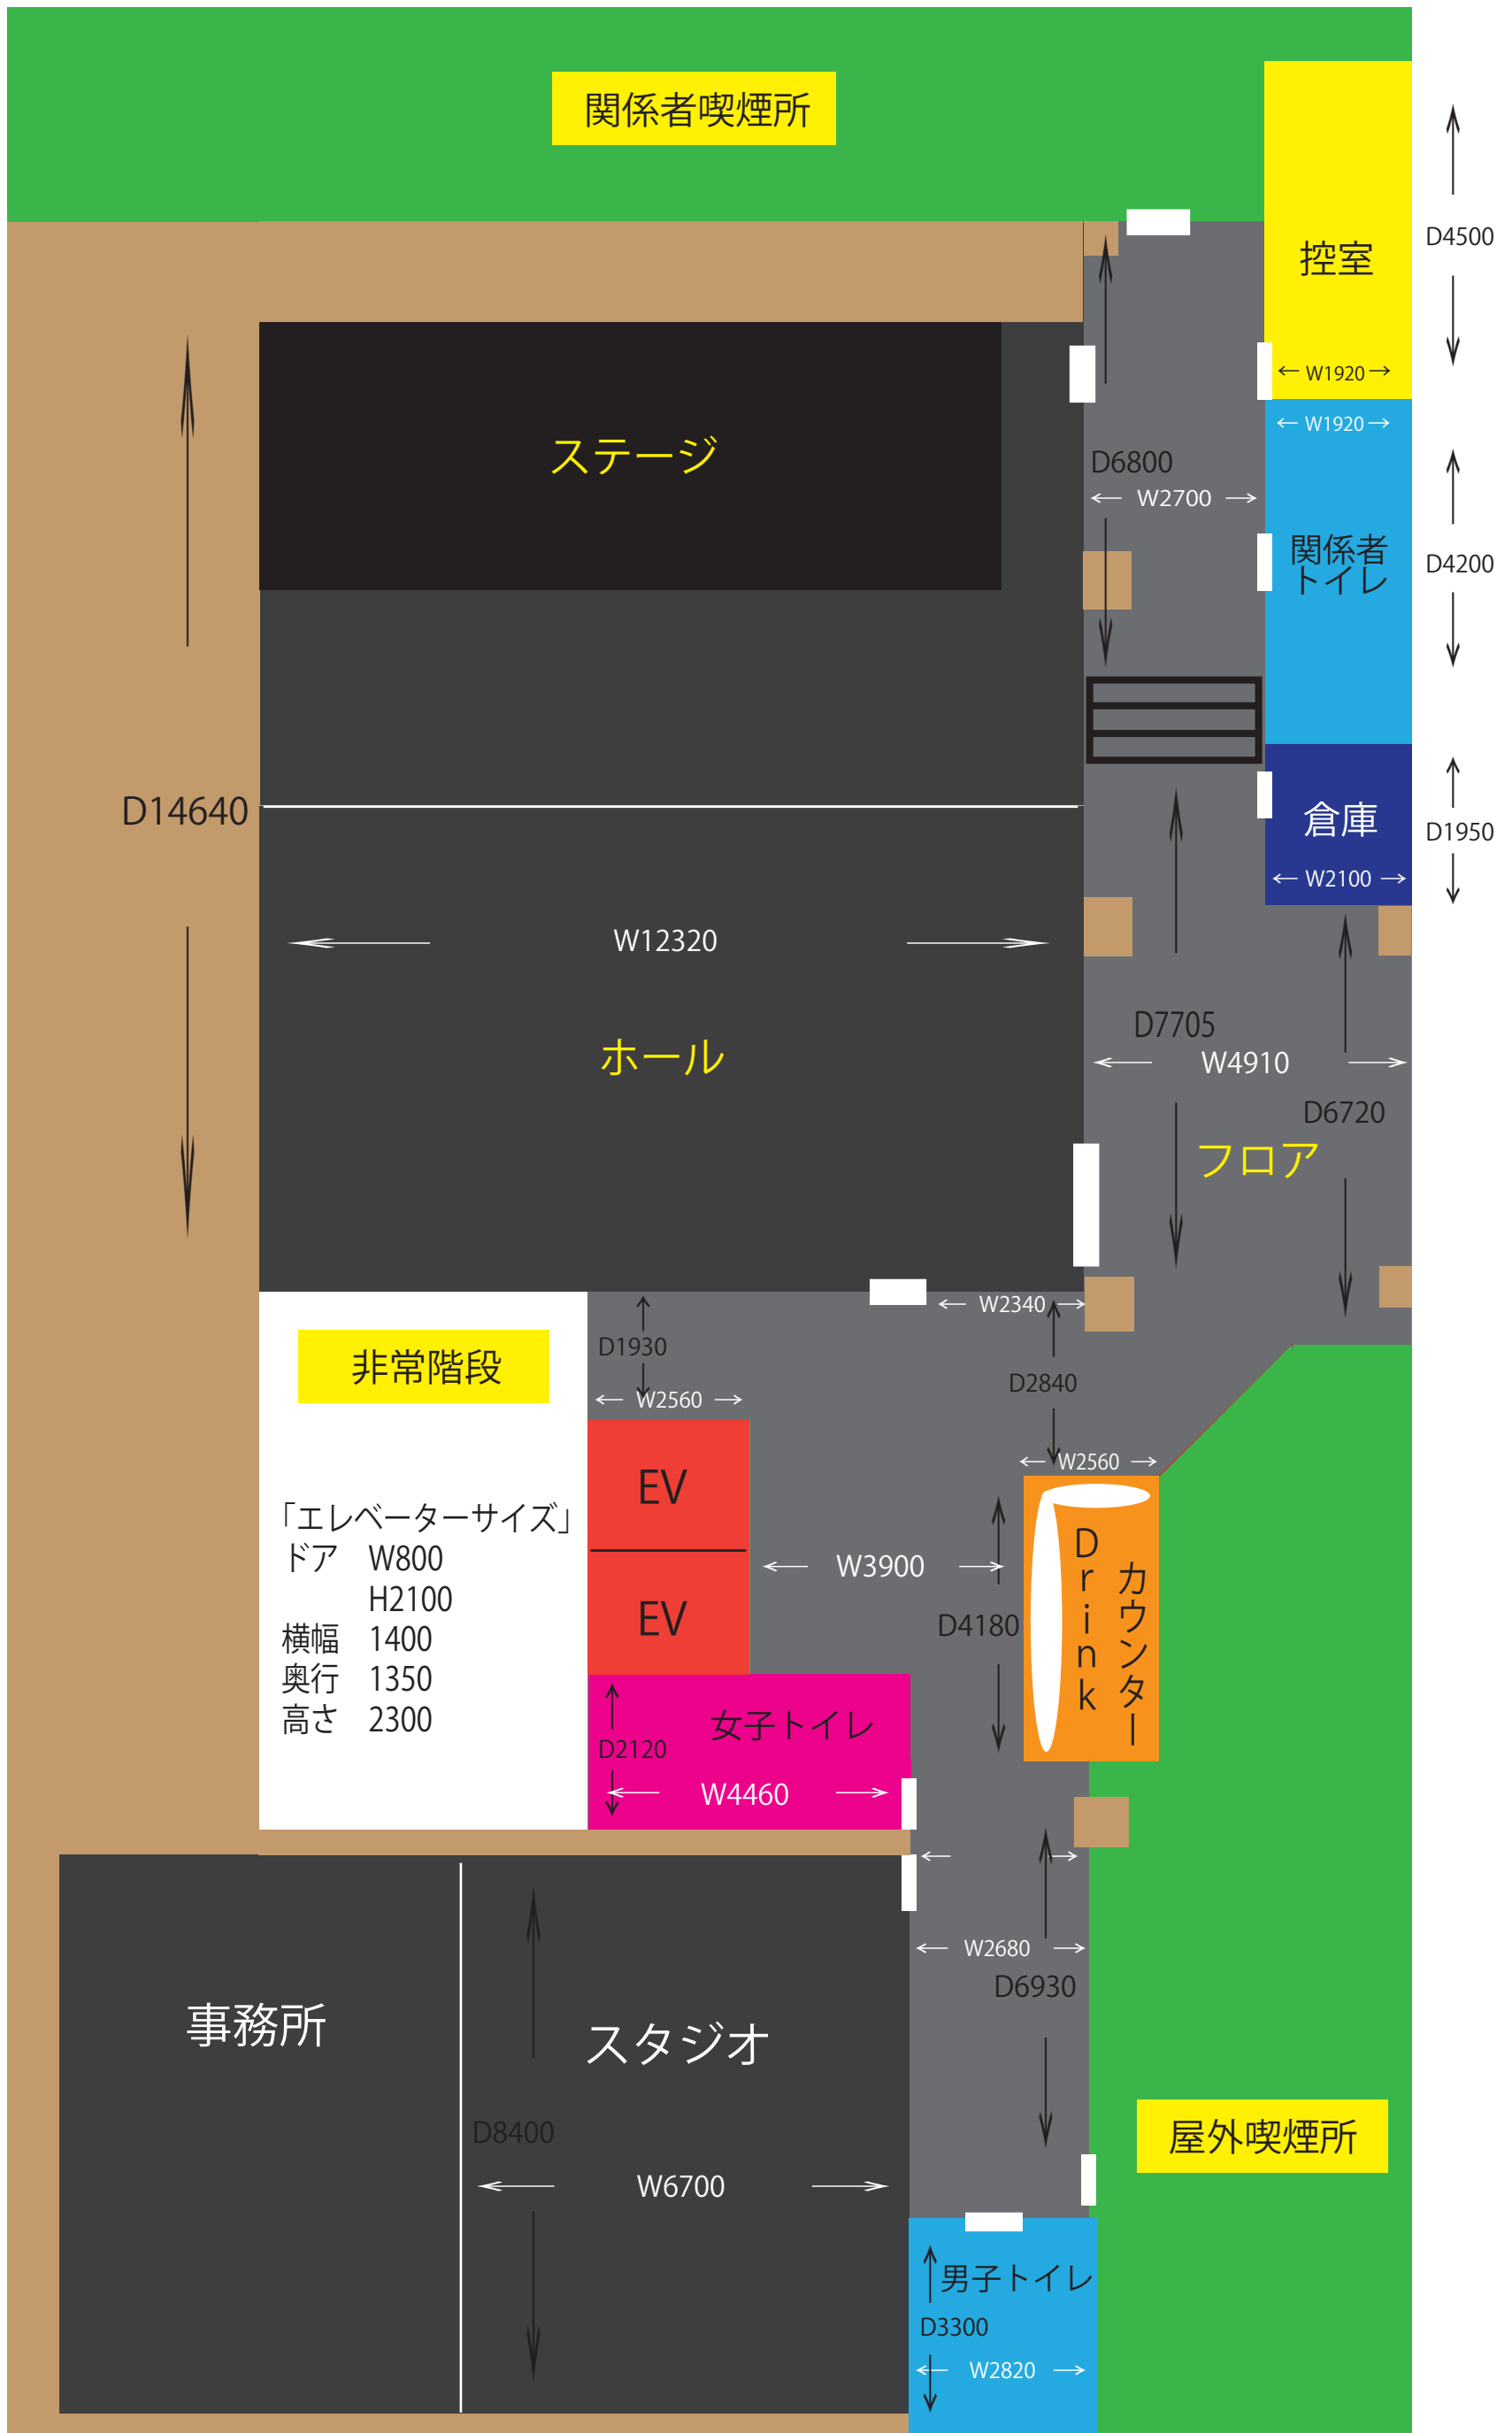 関係者喫煙所
控室
D4500
W1920
ステージ
W1920
D6800
W2700
関係者
トイレ
D4200
D14640
倉庫
D1950
W2100
W12320
D7705
ホール
W4910
D6720
フロア
W2340
D1930
非常階段
D2840
W2560
W2560
EV
「エレベーターサイズ」
ドア W800
H2100
横幅 1400
奥行 1350
高さ 2300
W3900
EV
D4180
Drink
カウンター
女子トイレ
D2120
W4460
W2680
D6930
事務所
スタジオ
D8400
W6700
屋外喫煙所
男子トイレ
D3300
W2820